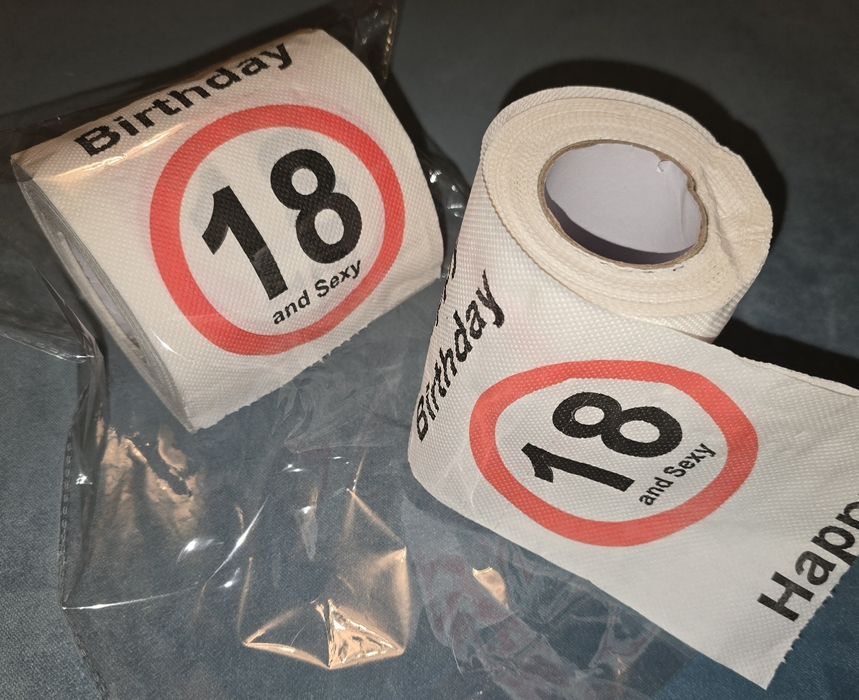 Birthday
18
and Sexy
Birthday
18
and Sexy
Happ